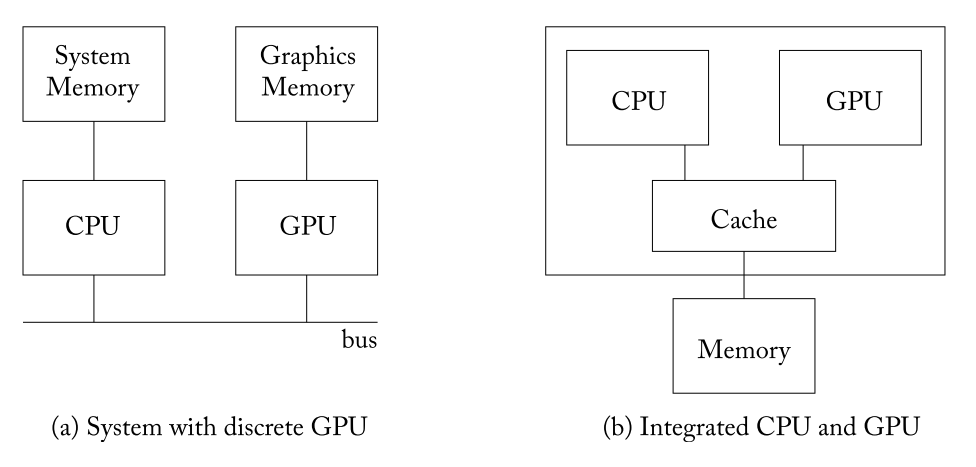 System
Memory
Graphics
Memory
CPU
GPU
bus
(a) System with discrete GPU
CPU
GPU
Cache
Memory
(b) Integrated CPU and GPU